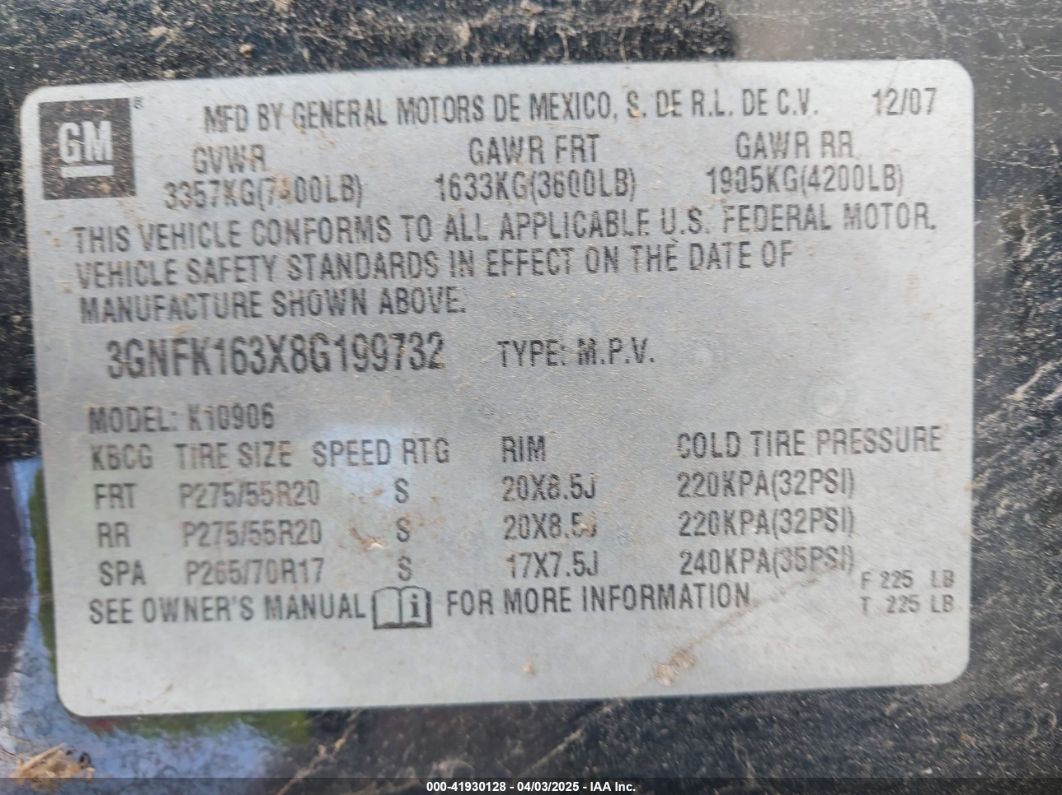 GM ®
MFD BY GENERAL MOTORS DE MEXICO, S. DE R.L. DE C.V. 12/07
GVWR GAWR FRT GAWR RR
3357KG(7400LB) 1633KG(3600LB) 1905KG(4200LB)
THIS VEHICLE CONFORMS TO ALL APPLICABLE U.S. FEDERAL MOTOR
VEHICLE SAFETY STANDARDS IN EFFECT ON THE DATE OF
MANUFACTURE SHOWN ABOVE.
3GNFK163X8G199732 TYPE: M.P.V.
MODEL: K10906
KBCG TIRE SIZE SPEED RTG RIM COLD TIRE PRESSURE
FRT P275/55R20 S 20X8.5J 220KPA(32PSI)
RR P275/55R20 S 20X8.5J 220KPA(32PSI)
SPA P265/70R17 S 17X7.5J 240KPA(35PSI)
F 225 LB
SEE OWNER'S MANUAL i FOR MORE INFORMATION T 225 LB
000-41930128 - 04/03/2025 - IAA Inc.